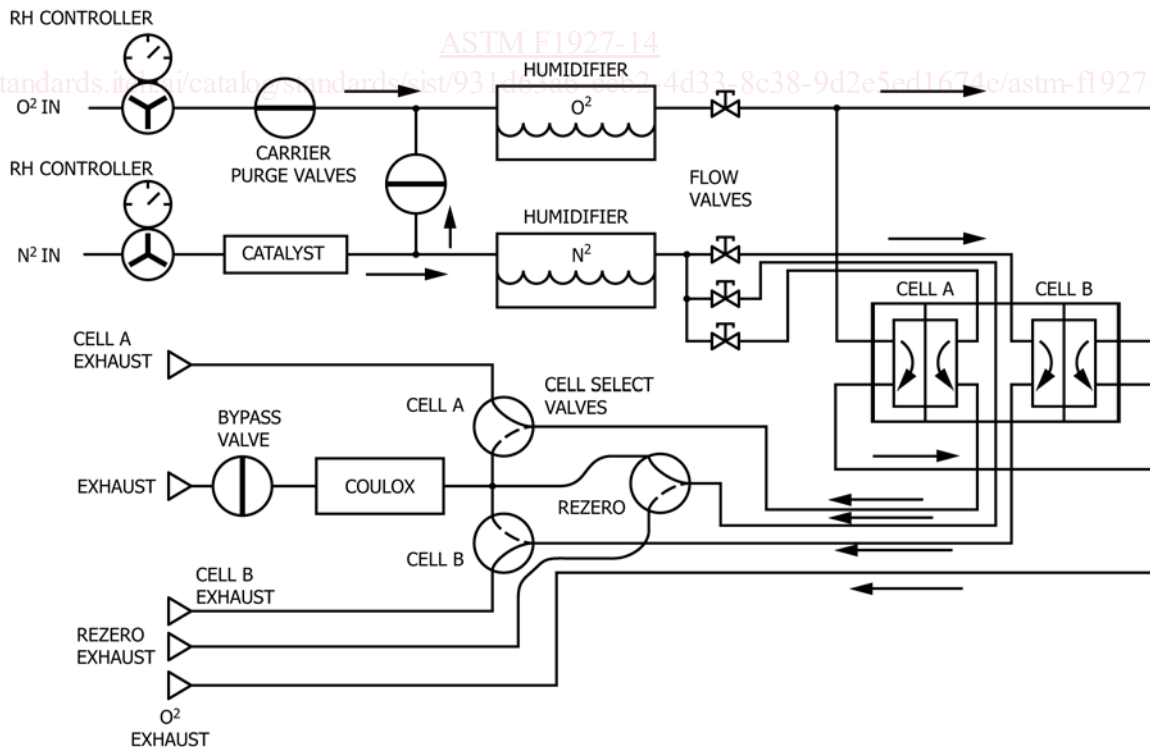 RH CONTROLLER
ASTM F1927-14
HUMIDIFIER
O² IN
O²
CARRIER
PURGE VALVES
RH CONTROLLER
FLOW
VALVES
HUMIDIFIER
N² IN
CATALYST
N²
CELL A
CELL B
CELL A
EXHAUST
CELL SELECT
VALVES
CELL A
BYPASS
VALVE
EXHAUST
COULOX
REZERO
CELL B
CELL B
EXHAUST
REZERO
EXHAUST
O²
EXHAUST